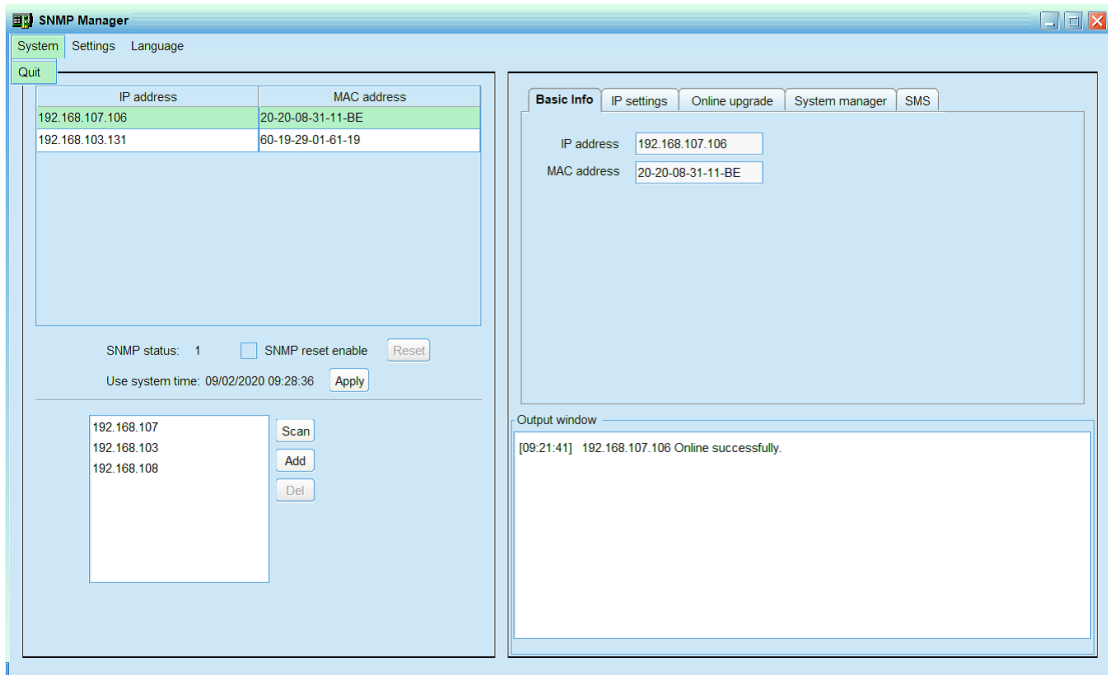 SNMP Manager
System Settings Language
Quit
IP address MAC address
192.168.107.106 20-20-08-31-11-BE
192.168.103.131 60-19-29-01-61-19
SNMP status: 1 SNMP reset enable Reset
Use system time: 09/02/2020 09:28:36 Apply
192.168.107
192.168.103
192.168.108
Scan
Add
Del
Basic Info IP settings Online upgrade System manager SMS
IP address 192.168.107.106
MAC address 20-20-08-31-11-BE
Output window
[09:21:41] 192.168.107.106 Online successfully.